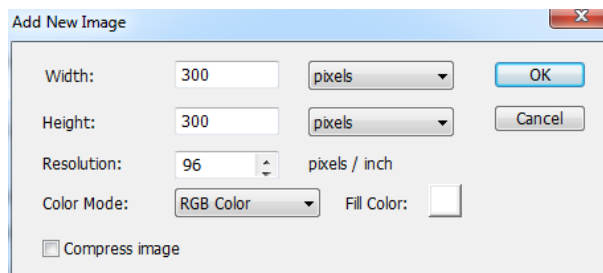 Add New Image
Width: 300 pixels OK
Height: 300 pixels Cancel
Resolution: 96 pixels / inch
Color Mode: RGB Color Fill Color:
Compress image